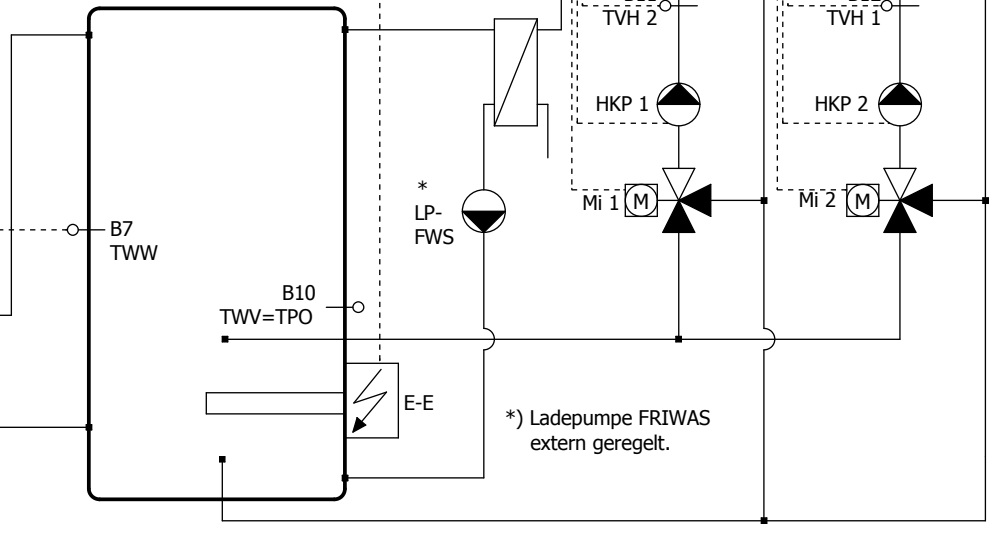 TVH 2
TVH 1
HKP 1
HKP 2
*
LP-
FWS
Mi 1
M
Mi 2
M
B7
TWW
B10
TWV=TPO
E-E
*) Ladepumpe FRIWAS
extern geregelt.